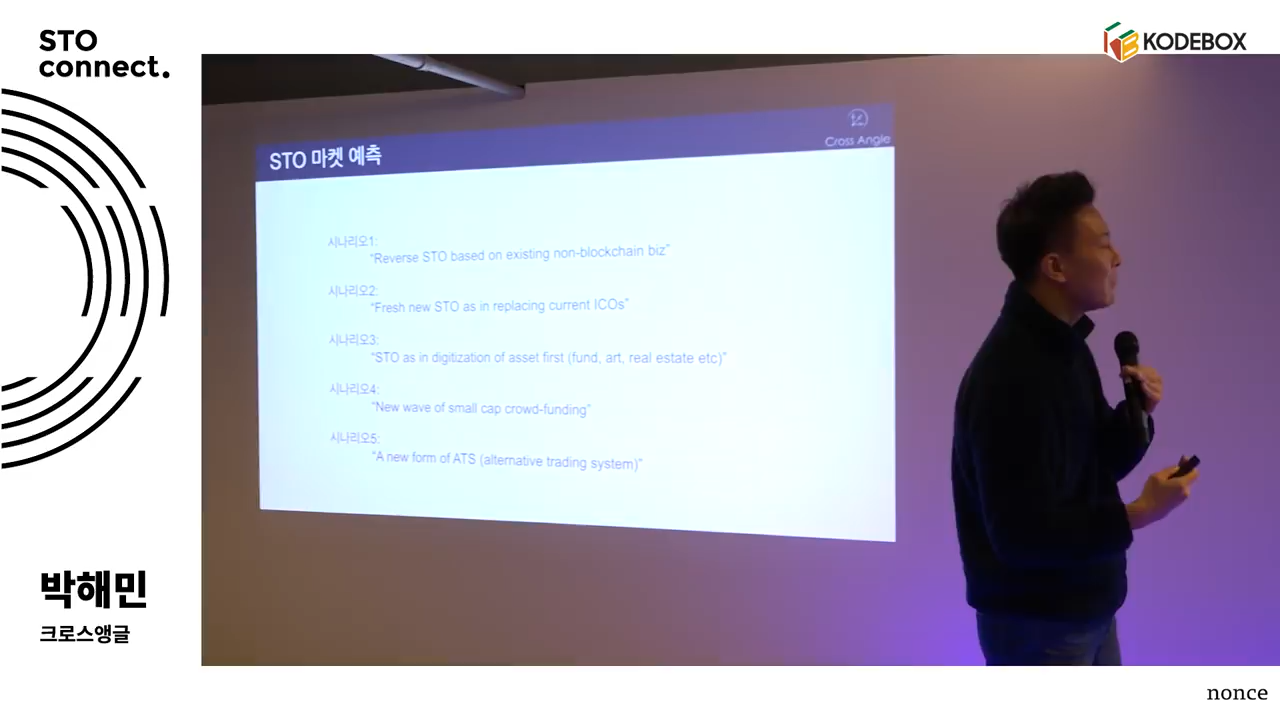 STO
connect.
KODEBOX
Cross Angle
STO 마켓 예측
시나리오1:
“Reverse STO based on existing non-blockchain biz”
시나리오2:
“Fresh new STO as in replacing current ICOs”
시나리오3:
“STO as in digitization of asset first (fund, art, real estate etc)”
시나리오4:
“New wave of small cap crowd-funding”
시나리오5:
“A new form of ATS (alternative trading system)”
박해민
크로스앵글
nonce